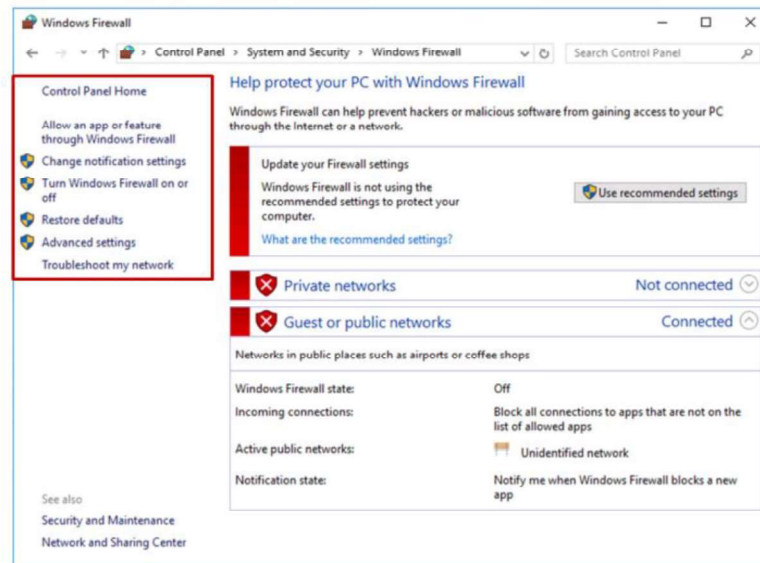 Windows Firewall
Control Panel > System and Security > Windows Firewall
Search Control Panel
Control Panel Home
Allow an app or feature
through Windows Firewall
Change notification settings
Turn Windows Firewall on or
off
Restore defaults
Advanced settings
Troubleshoot my network
See also
Security and Maintenance
Network and Sharing Center
Help protect your PC with Windows Firewall
Windows Firewall can help prevent hackers or malicious software from gaining access to your PC
through the Internet or a network.
Update your Firewall settings
Windows Firewall is not using the
recommended settings to protect your
computer.
What are the recommended settings?
Use recommended settings
Private networks Not connected
Guest or public networks Connected
Networks in public places such as airports or coffee shops
Windows Firewall state: Off
Incoming connections: Block all connections to apps that are not on the
list of allowed apps
Active public networks: Unidentified network
Notification state: Notify me when Windows Firewall blocks a new
app